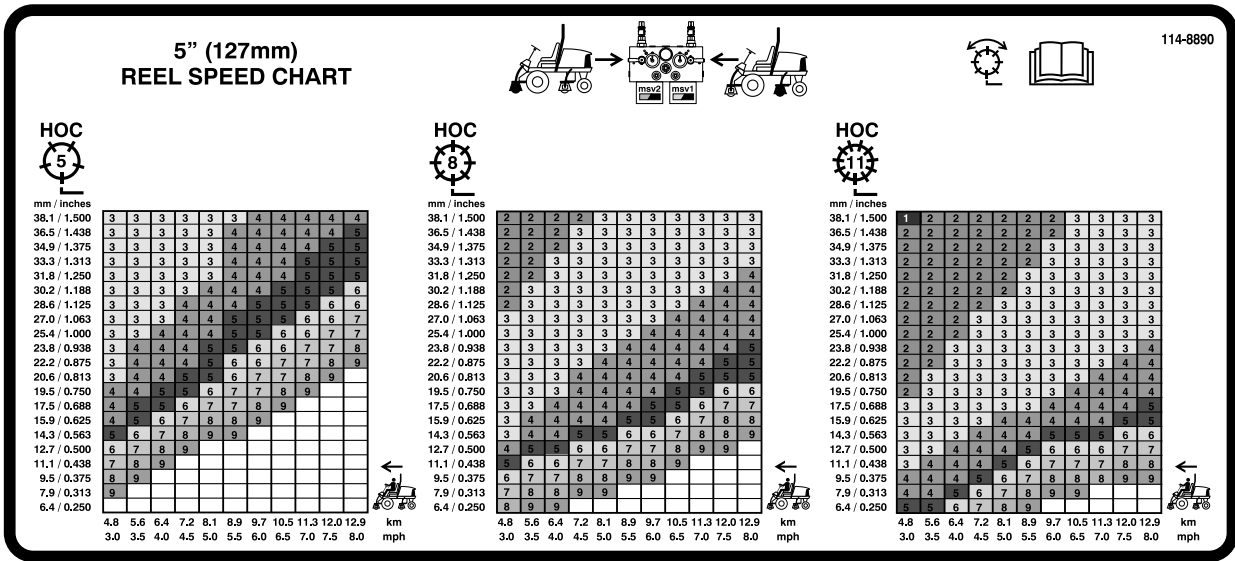 5” (127mm)
REEL SPEED CHART
msv2 msv1
114-8890
HOC
5
mm / inches
38.1 / 1.500 3 3 3 3 3 3 4 4 4 4 4
36.5 / 1.438 3 3 3 3 3 4 4 4 4 4 5
34.9 / 1.375 3 3 3 3 3 4 4 4 4 5 5
33.3 / 1.313 3 3 3 3 3 4 4 4 5 5 5
31.8 / 1.250 3 3 3 3 3 4 4 4 5 5 5
30.2 / 1.188 3 3 3 3 4 4 4 5 5 5 6
28.6 / 1.125 3 3 3 4 4 4 5 5 5 6 6
27.0 / 1.063 3 3 3 4 4 5 5 5 6 6 7
25.4 / 1.000 3 3 4 4 4 5 5 6 6 7 7
23.8 / 0.938 3 4 4 4 5 5 6 6 7 7 8
22.2 / 0.875 3 4 4 4 5 6 6 7 7 8 9
20.6 / 0.813 3 4 4 5 5 6 7 7 8 9
19.5 / 0.750 4 4 5 5 6 7 7 8 9
17.5 / 0.688 4 5 5 6 6 7 8 9
15.9 / 0.625 4 5 6 7 7 8 9
14.3 / 0.563 5 6 7 8 9 9
12.7 / 0.500 6 7 8 9
11.1 / 0.438 7 8 9
9.5 / 0.375 8 9
7.9 / 0.313 9
6.4 / 0.250
4.8 5.6 6.4 7.2 8.1 8.9 9.7 10.5 11.3 12.0 12.9 km
3.0 3.5 4.0 4.5 5.0 5.5 6.0 6.5 7.0 7.5 8.0 mph
HOC
8
mm / inches
38.1 / 1.500 2 2 2 2 3 3 3 3 3 3 3
36.5 / 1.438 2 2 2 3 3 3 3 3 3 3 3
34.9 / 1.375 2 2 2 3 3 3 3 3 3 3 3
33.3 / 1.313 2 2 3 3 3 3 3 3 3 3 3
31.8 / 1.250 2 2 3 3 3 3 3 3 3 3 4
30.2 / 1.188 2 3 3 3 3 3 3 3 3 4 4
28.6 / 1.125 2 3 3 3 3 3 3 3 4 4 4
27.0 / 1.063 3 3 3 3 3 3 3 4 4 4 4
25.4 / 1.000 3 3 3 3 3 3 4 4 4 4 4
23.8 / 0.938 3 3 3 3 3 4 4 4 4 4 5
22.2 / 0.875 3 3 3 3 4 4 4 4 4 5 5
20.6 / 0.813 3 3 3 4 4 4 4 4 5 5 5
19.5 / 0.750 3 3 3 4 4 4 4 5 5 6 6
17.5 / 0.688 3 3 4 4 4 4 5 5 6 7 7
15.9 / 0.625 3 4 4 4 4 5 5 6 7 7 8
14.3 / 0.563 3 4 4 5 5 6 6 7 8 8 9
12.7 / 0.500 4 5 5 6 6 7 7 8 9 9
11.1 / 0.438 5 6 6 7 7 8 8 9
9.5 / 0.375 6 7 7 8 8 9 9
7.9 / 0.313 7 8 8 9 9
6.4 / 0.250 8 9 9
4.8 5.6 6.4 7.2 8.1 8.9 9.7 10.5 11.3 12.0 12.9 km
3.0 3.5 4.0 4.5 5.0 5.5 6.0 6.5 7.0 7.5 8.0 mph
HOC
11
mm / inches
38.1 / 1.500 1 2 2 2 2 2 2 3 3 3 3
36.5 / 1.438 2 2 2 2 2 2 2 3 3 3 3
34.9 / 1.375 2 2 2 2 2 2 3 3 3 3 3
33.3 / 1.313 2 2 2 2 2 2 3 3 3 3 3
31.8 / 1.250 2 2 2 2 2 3 3 3 3 3 3
30.2 / 1.188 2 2 2 2 2 3 3 3 3 3 3
28.6 / 1.125 2 2 2 2 3 3 3 3 3 3 3
27.0 / 1.063 2 2 2 3 3 3 3 3 3 3 3
25.4 / 1.000 2 2 2 3 3 3 3 3 3 3 3
23.8 / 0.938 2 2 3 3 3 3 3 3 3 3 4
22.2 / 0.875 2 2 3 3 3 3 3 3 3 4 4
20.6 / 0.813 2 3 3 3 3 3 3 3 4 4 4
19.5 / 0.750 2 3 3 3 3 3 3 4 4 4 4
17.5 / 0.688 3 3 3 3 3 3 4 4 4 4 5
15.9 / 0.625 3 3 3 3 3 4 4 4 4 5 5
14.3 / 0.563 3 3 3 4 4 4 5 5 5 6 6
12.7 / 0.500 3 3 4 4 4 5 6 6 6 7 7
11.1 / 0.438 3 4 4 4 5 6 6 7 7 8 8
9.5 / 0.375 4 4 4 5 6 7 7 8 8 9 9
7.9 / 0.313 4 4 5 6 7 8 9 9
6.4 / 0.250 5 5 6 7 8 9
4.8 5.6 6.4 7.2 8.1 8.9 9.7 10.5 11.3 12.0 12.9 km
3.0 3.5 4.0 4.5 5.0 5.5 6.0 6.5 7.0 7.5 8.0 mph